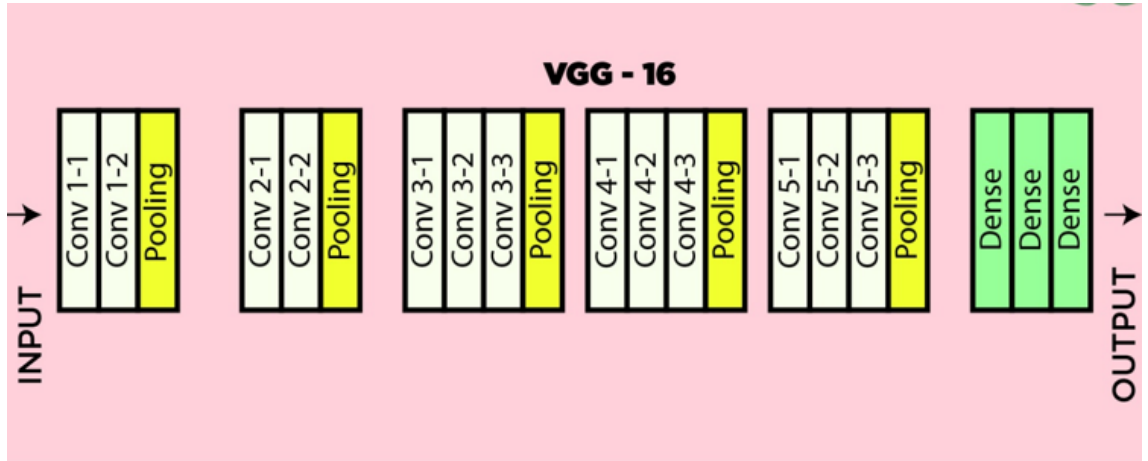 VGG - 16
INPUT
Conv 1-1
Conv 1-2
Pooling
Conv 2-1
Conv 2-2
Pooling
Conv 3-1
Conv 3-2
Conv 3-3
Pooling
Conv 4-1
Conv 4-2
Conv 4-3
Pooling
Conv 5-1
Conv 5-2
Conv 5-3
Pooling
Dense
Dense
Dense
OUTPUT